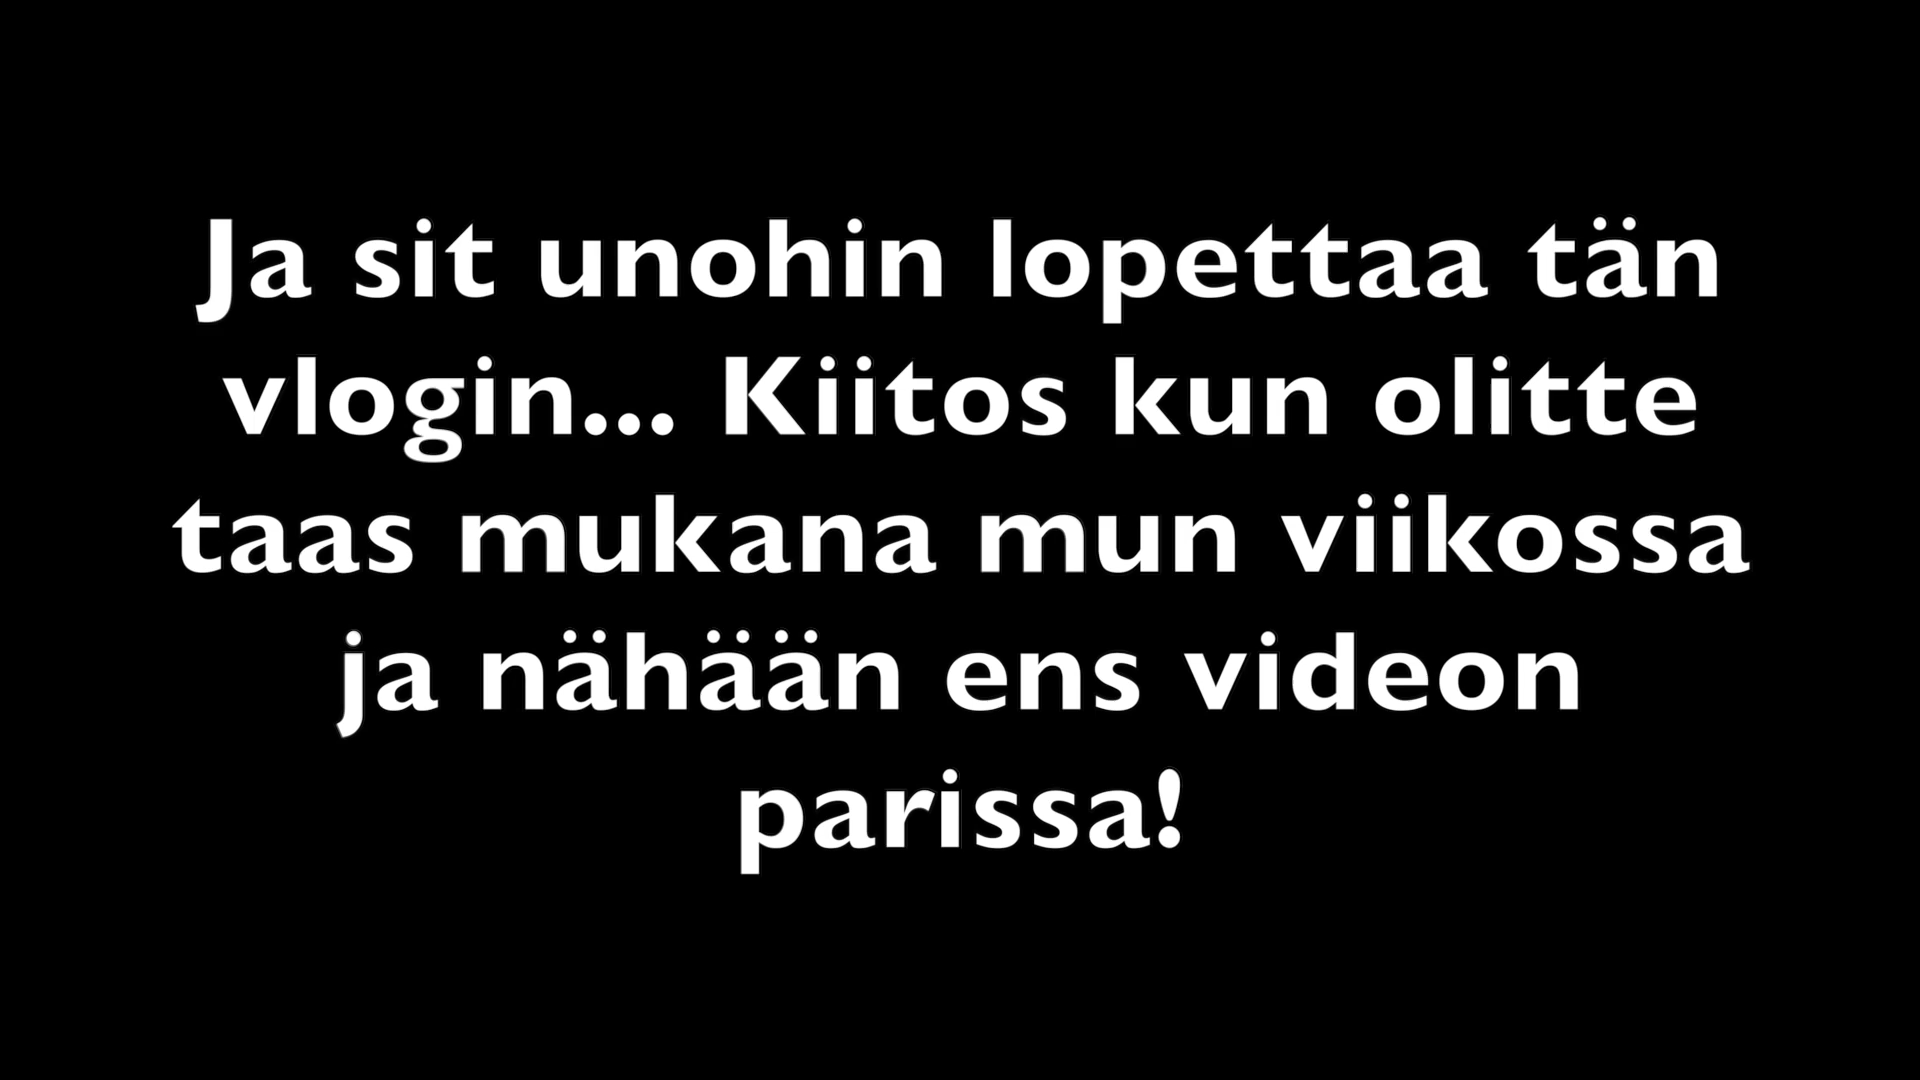 Ja sit unohin lopettaa tän
vlogin... Kiitos kun olitte
taas mukana mun viikossa
ja nähään ens videon
parissa!